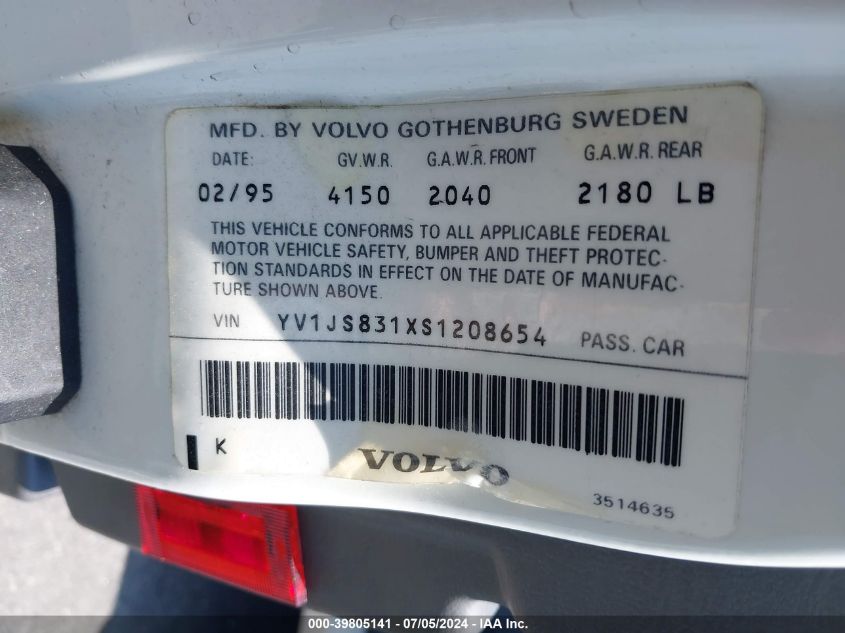 MFD. BY VOLVO GOTHENBURG SWEDEN
DATE: GV.W.R. G.A.W.R. FRONT G.A.W.R. REAR
02/95 4150 2040 2180 LB
THIS VEHICLE CONFORMS TO ALL APPLICABLE FEDERAL
MOTOR VEHICLE SAFETY, BUMPER AND THEFT PROTEC-
TION STANDARDS IN EFFECT ON THE DATE OF MANUFAC-
TURE SHOWN ABOVE.
VIN YV1JS831XS1208654 PASS. CAR
K
VOLVO
3514635
000-39805141 - 07/05/2024 - IAA Inc.